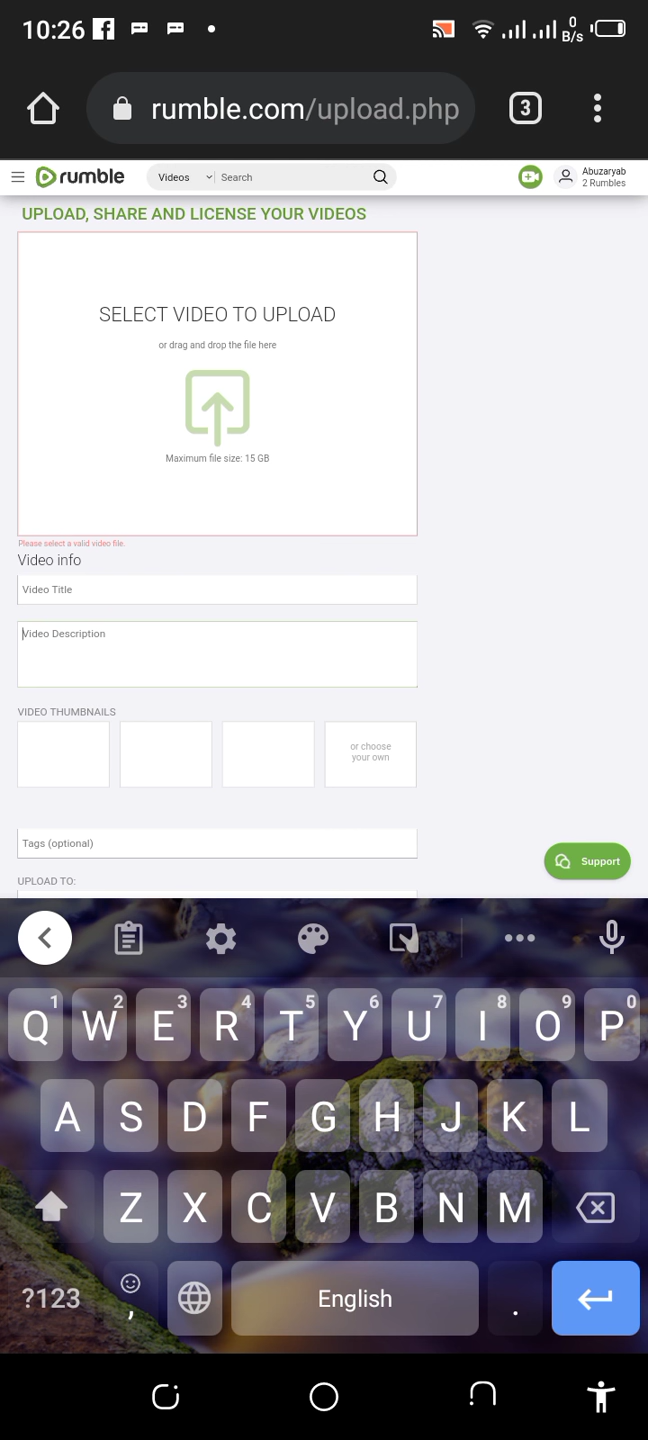 10:26
0
B/s
rumble.com/upload.php
3
rumble
Videos
Search
Abuzaryab
2 Rumbles
UPLOAD, SHARE AND LICENSE YOUR VIDEOS
SELECT VIDEO TO UPLOAD
or drag and drop the file here
Maximum file size: 15 GB
Please select a valid video file.
Video info
Video Title
Video Description
VIDEO THUMBNAILS
or choose
your own
Tags (optional)
Support
UPLOAD TO:
1 2 3 4 5 6 7 8 9 0
Q W E R T Y U I O P
A S D F G H J K L
Z X C V B N M
?123 , English .